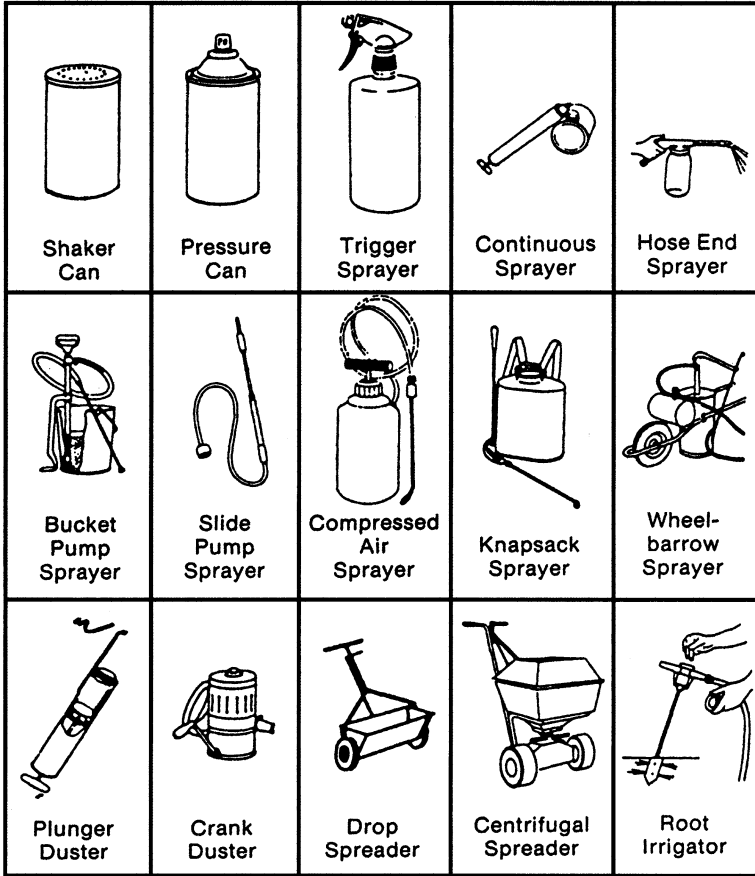 Shaker
Can
Pressure
Can
Trigger
Sprayer
Continuous
Sprayer
Hose End
Sprayer
Bucket
Pump
Sprayer
Slide
Pump
Sprayer
Compressed
Air
Sprayer
Knapsack
Sprayer
Wheel-
barrow
Sprayer
Plunger
Duster
Crank
Duster
Drop
Spreader
Centrifugal
Spreader
Root
Irrigator